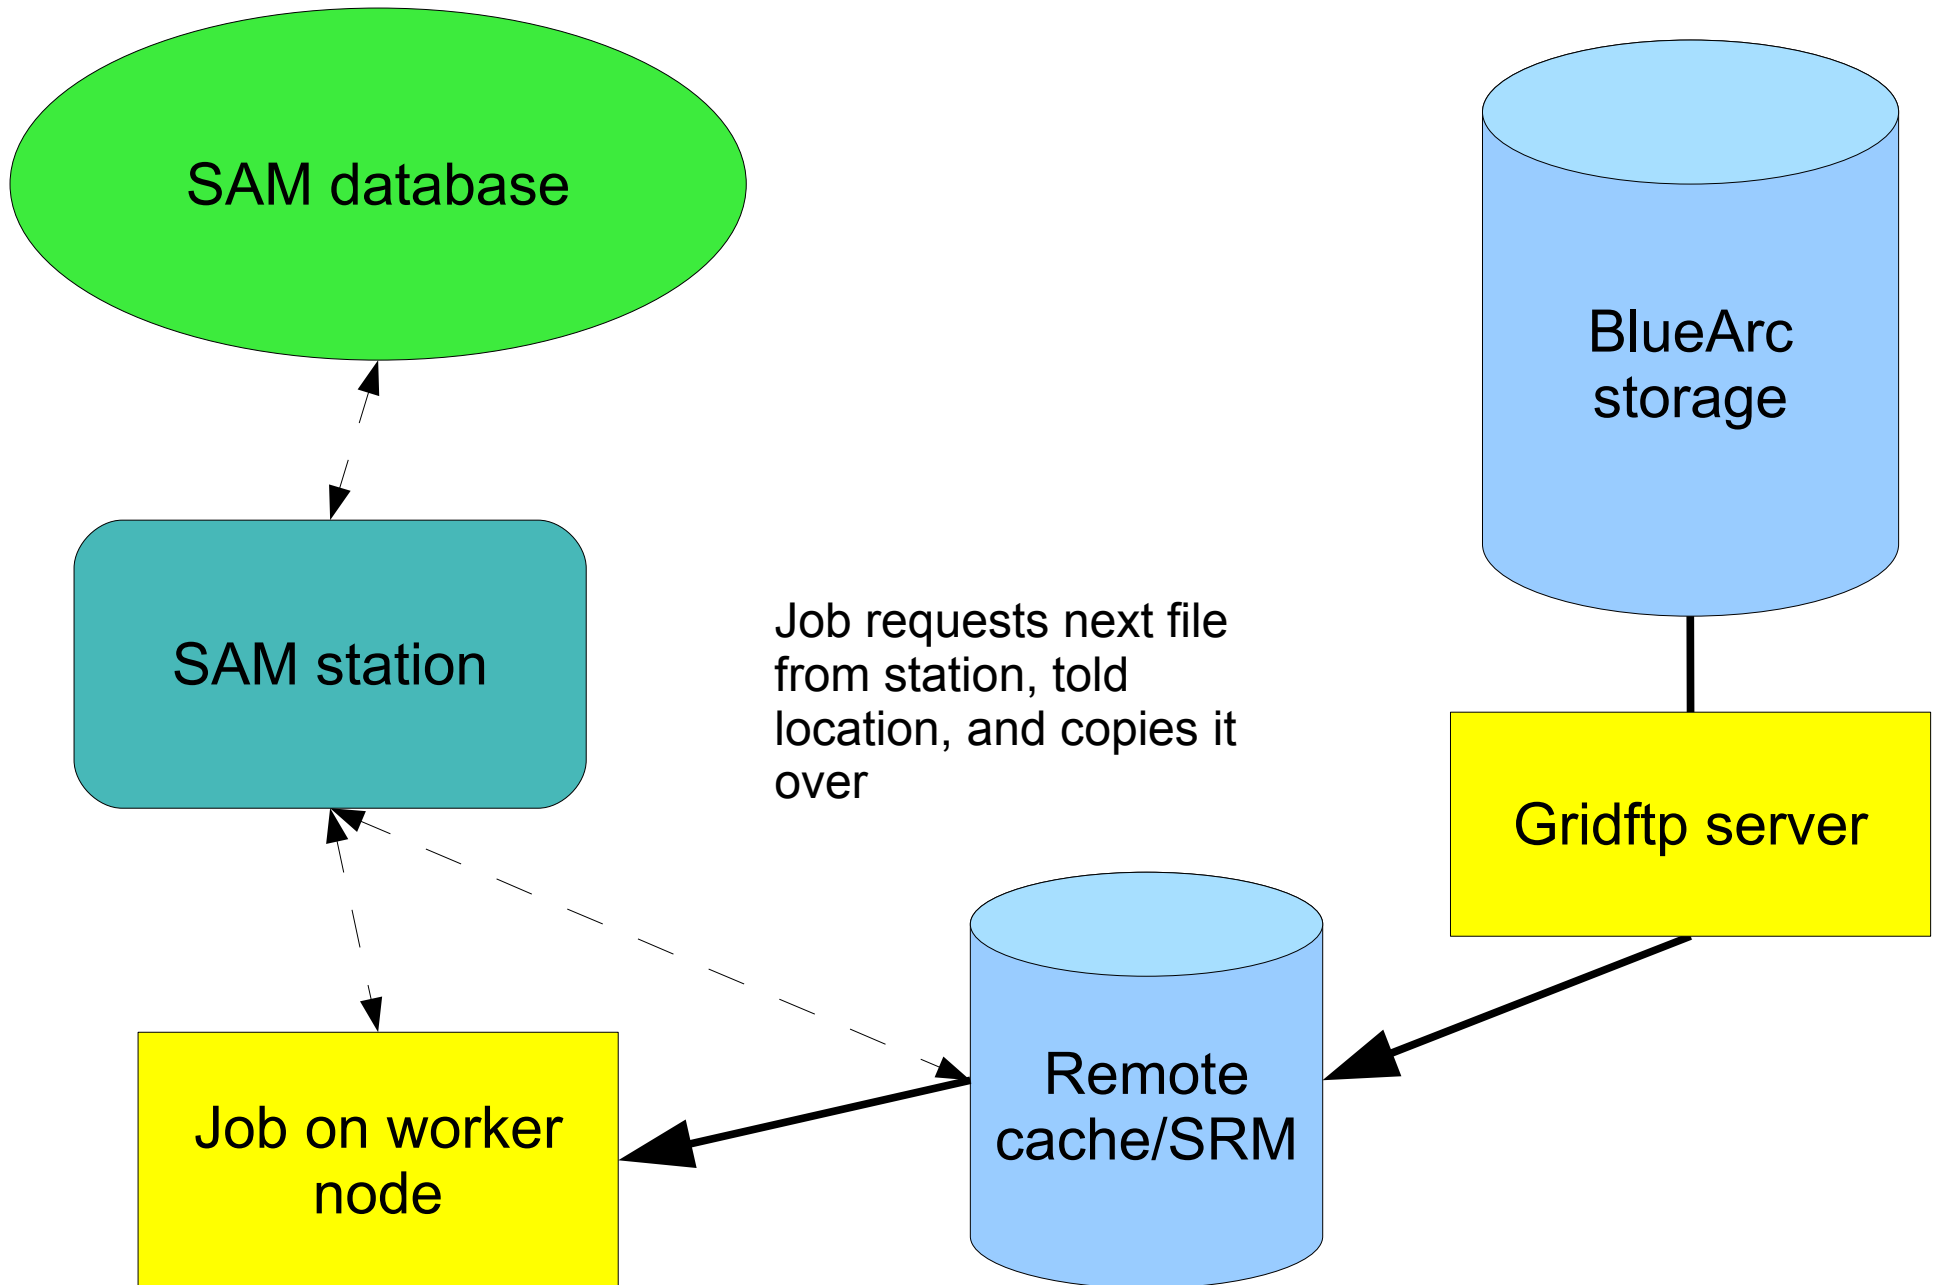 SAM database
BlueArc
storage
SAM station
Job requests next file
from station, told
location, and copies it
over
Gridftp server
Remote
cache/SRM
Job on worker
node